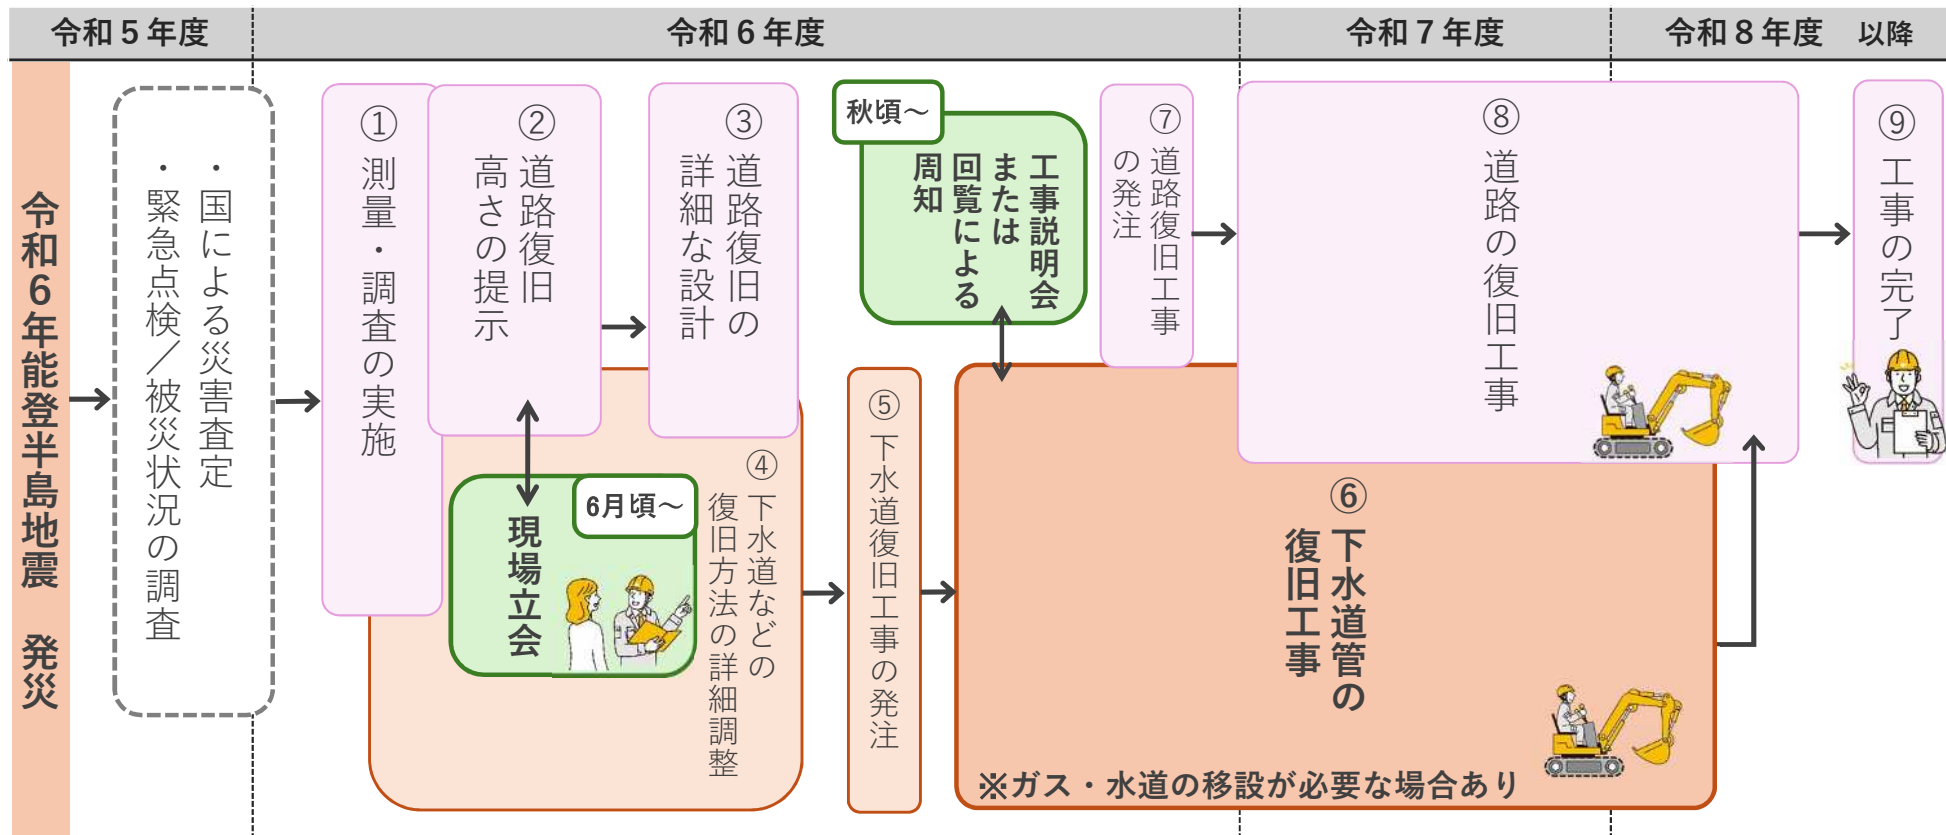 令和５年度
令和６年度
令和７年度
令和８年度　以降
令和６年能登半島地震　発災
・国による災害査定
・緊急点検／被災状況の調査
①測量・調査の実施
②道路復旧
高さの提示
③道路復旧の
詳細な設計
6月頃～
現場立会
④下水道などの
復旧方法の詳細調整
⑤下水道復旧工事の発注
秋頃～
工事説明会
または
回覧による
周知
⑥下水道管の
復旧工事
※ガス・水道の移設が必要な場合あり
⑦道路復旧工事
の発注
⑧道路の復旧工事
⑨工事の完了